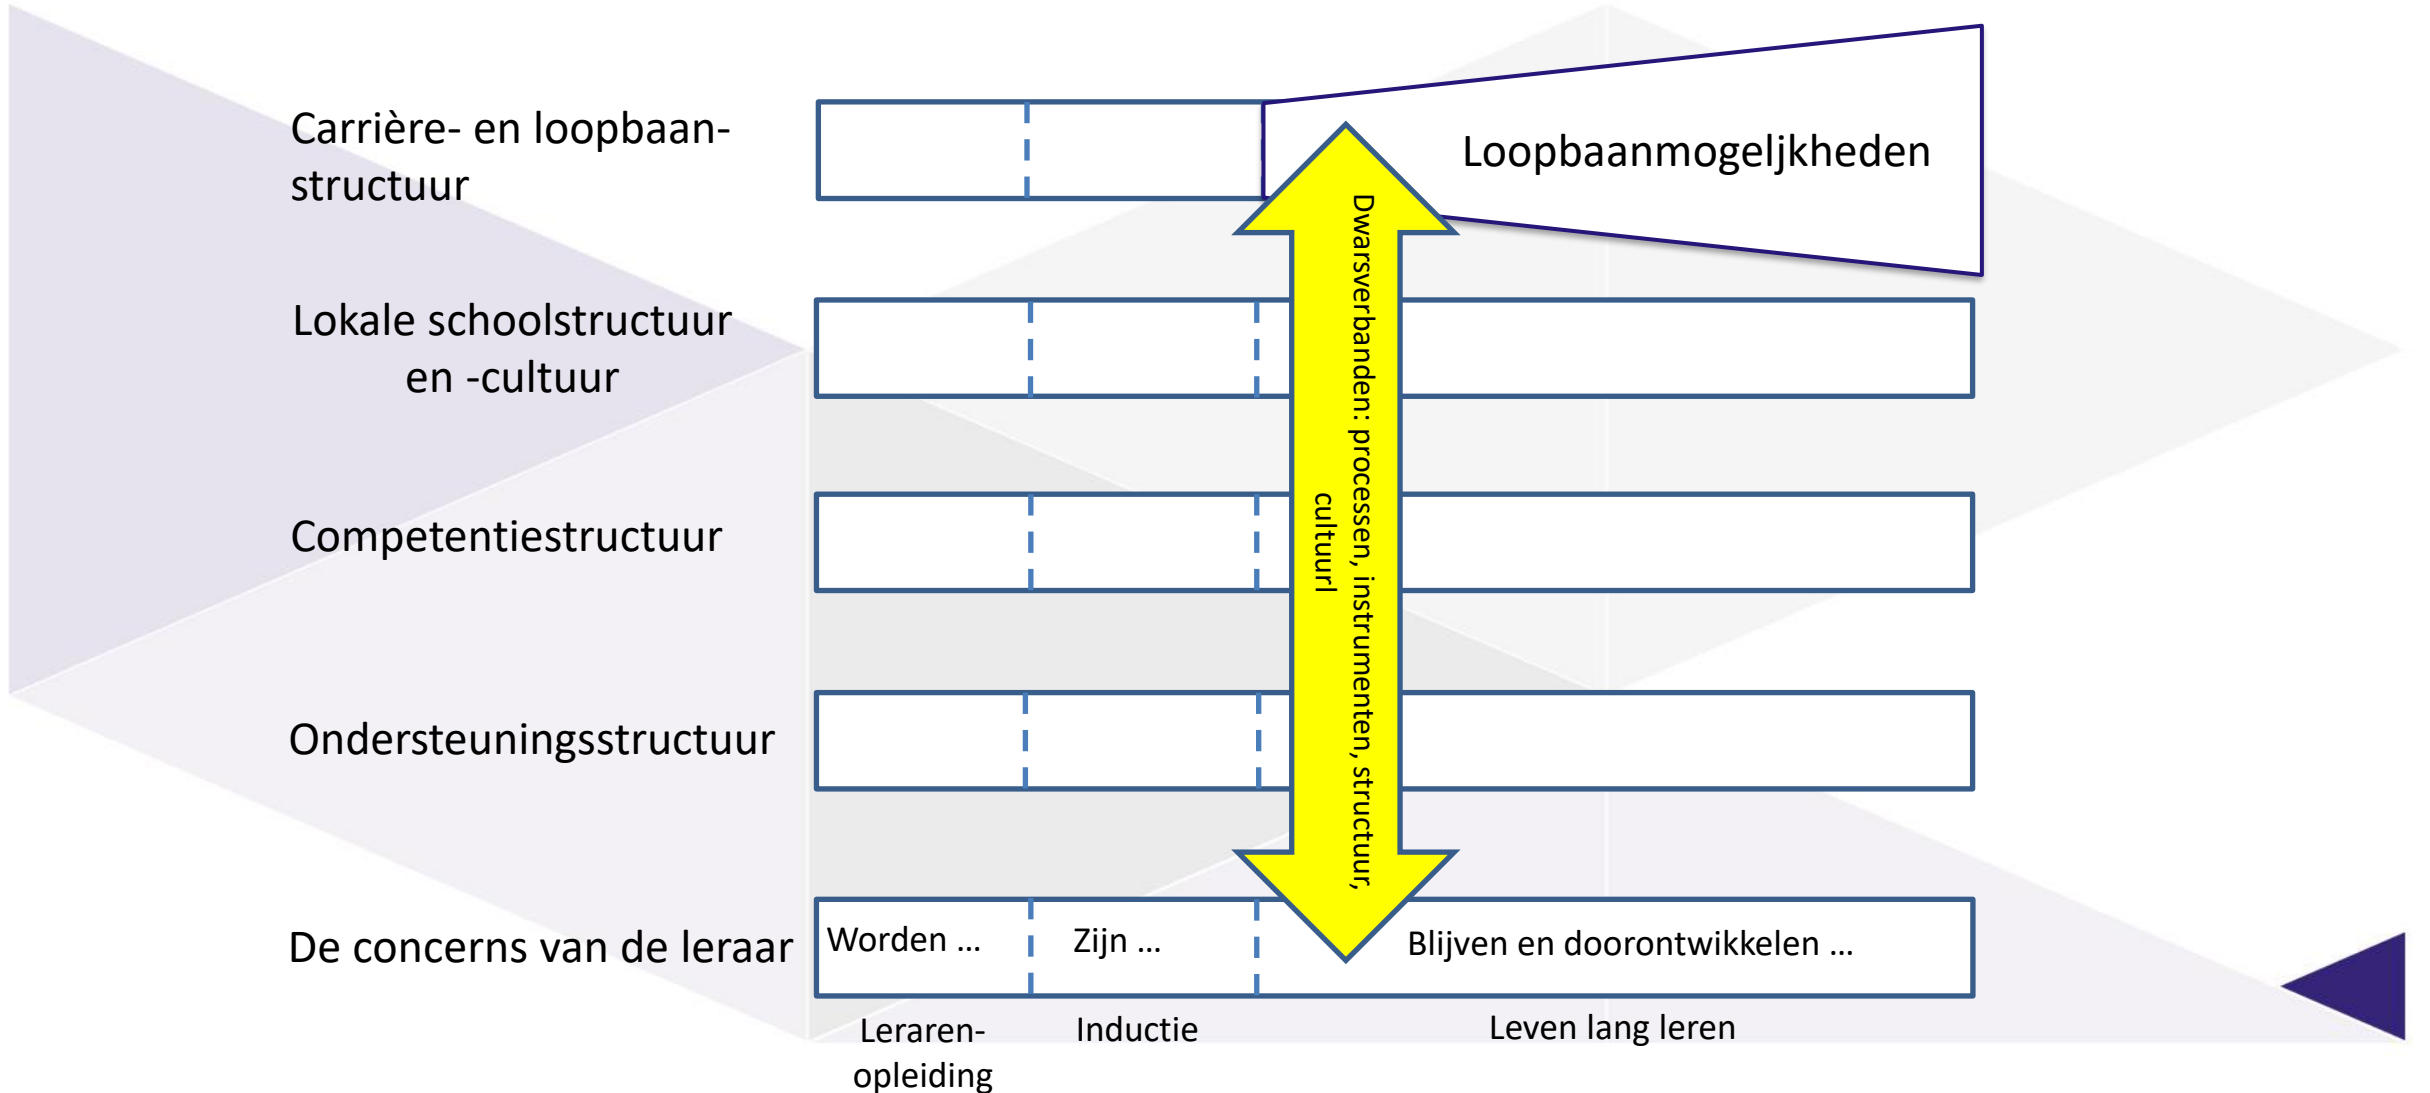 Carrière- en loopbaan-
structuur
Loopbaanmogeljkheden
Lokale schoolstructuur
en -cultuur
Dwarsverbanden: processen, instrumenten, structuur,
cultuurl
Competentiestructuur
Ondersteuningsstructuur
De concerns van de leraar
Worden ...
Zijn ...
Blijven en doorontwikkelen ...
Leraren-
opleiding
Inductie
Leven lang leren